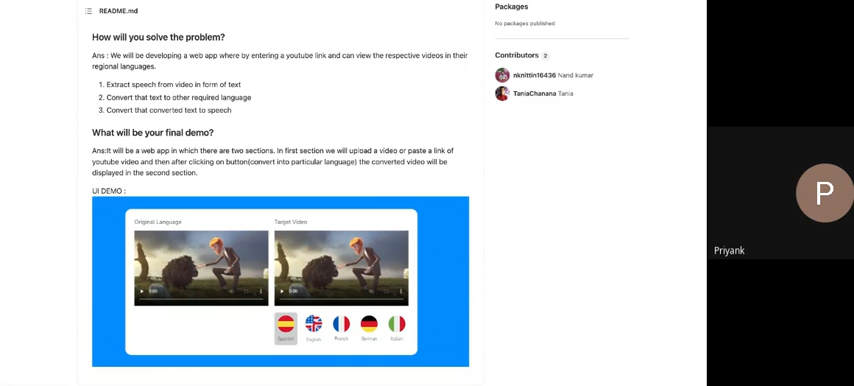 README.md
How will you solve the problem?
Ans : We will be developing a web app where by entering a youtube link and can view the respective videos in their
regional languages.
1. Extract speech from video in form of text
2. Convert that text to other required language
3. Convert that converted text to speech
What will be your final demo?
Ans:It will be a web app in which there are two sections. In first section we will upload a video or paste a link of
youtube video and then after clicking on button(convert into particular language) the converted video will be
displayed in the second section.
UI DEMO :
Original Language
Target Video
0:00
0:00
Spanish
English
French
German
Italian
Packages
No packages published
Contributors 2
nknittin16436 Nand kumar
TaniaChanana Tania
P
Priyank